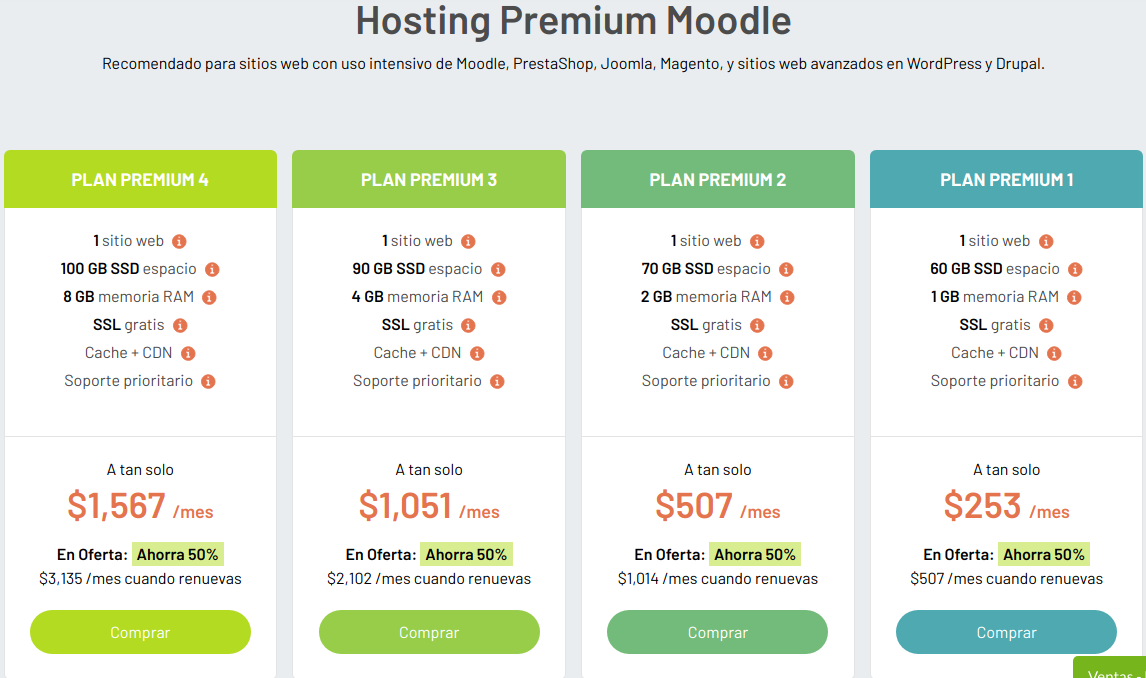 Hosting Premium Moodle
Recomendado para sitios web con uso intensivo de Moodle, PrestaShop, Joomla, Magento, y sitios web avanzados en WordPress y Drupal.
PLAN PREMIUM 4
1 sitio web
100 GB SSD espacio
8 GB memoria RAM
SSL gratis
Cache + CDN
Soporte prioritario
A tan solo
$1,567 /mes
En Oferta: Ahorra 50%
$3,135 /mes cuando renuevas
Comprar
PLAN PREMIUM 3
1 sitio web
90 GB SSD espacio
4 GB memoria RAM
SSL gratis
Cache + CDN
Soporte prioritario
A tan solo
$1,051 /mes
En Oferta: Ahorra 50%
$2,102 /mes cuando renuevas
Comprar
PLAN PREMIUM 2
1 sitio web
70 GB SSD espacio
2 GB memoria RAM
SSL gratis
Cache + CDN
Soporte prioritario
A tan solo
$507 /mes
En Oferta: Ahorra 50%
$1,014 /mes cuando renuevas
Comprar
PLAN PREMIUM 1
1 sitio web
60 GB SSD espacio
1 GB memoria RAM
SSL gratis
Cache + CDN
Soporte prioritario
A tan solo
$253 /mes
En Oferta: Ahorra 50%
$507 /mes cuando renuevas
Comprar
Ventas -